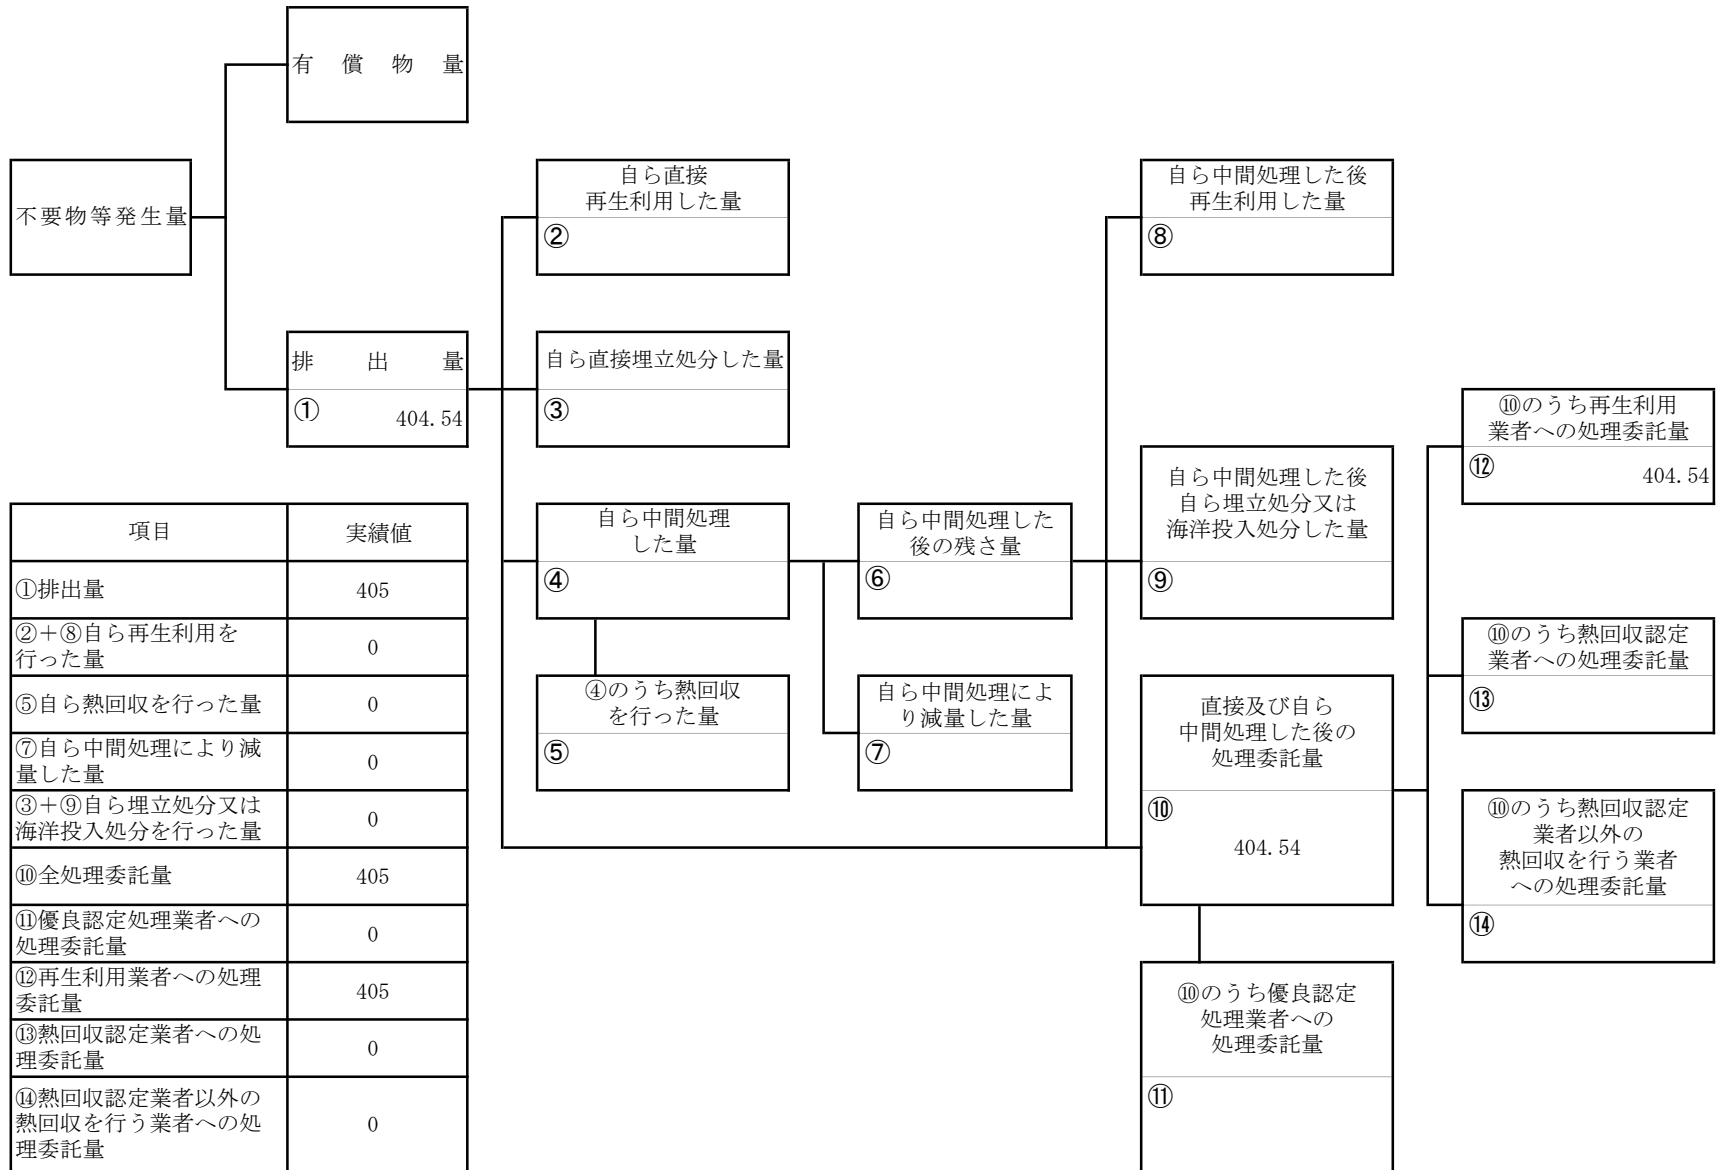 有償物量
不要物等発生量
排出量
①
404.54
自ら直接
再生利用した量
②
自ら直接埋立処分した量
③
自ら中間処理
した量
④
④のうち熱回収
を行った量
⑤
自ら中間処理した
後の残さ量
⑥
自ら中間処理によ
り減量した量
⑦
自ら中間処理した後
再生利用した量
⑧
自ら中間処理した後
自ら埋立処分又は
海洋投入処分した量
⑨
直接及び自ら
中間処理した後の
処理委託量
⑩
404.54
⑩のうち優良認定
処理業者への
処理委託量
⑪
⑩のうち再生利用
業者への処理委託量
⑫
404.54
⑩のうち熱回収認定
業者への処理委託量
⑬
⑩のうち熱回収認定
業者以外の
熱回収を行う業者
への処理委託量
⑭
項目 実績値
①排出量 405
②+⑧自ら再生利用を
行った量 0
⑤自ら熱回収を行った量 0
⑦自ら中間処理により減
量した量 0
③+⑨自ら埋立処分又は
海洋投入処分を行った量 0
⑩全処理委託量 405
⑪優良認定処理業者への
処理委託量 0
⑫再生利用業者への処理
委託量 405
⑬熱回収認定業者への処
理委託量 0
⑭熱回収認定業者以外の
熱回収を行う業者への処
理委託量 0